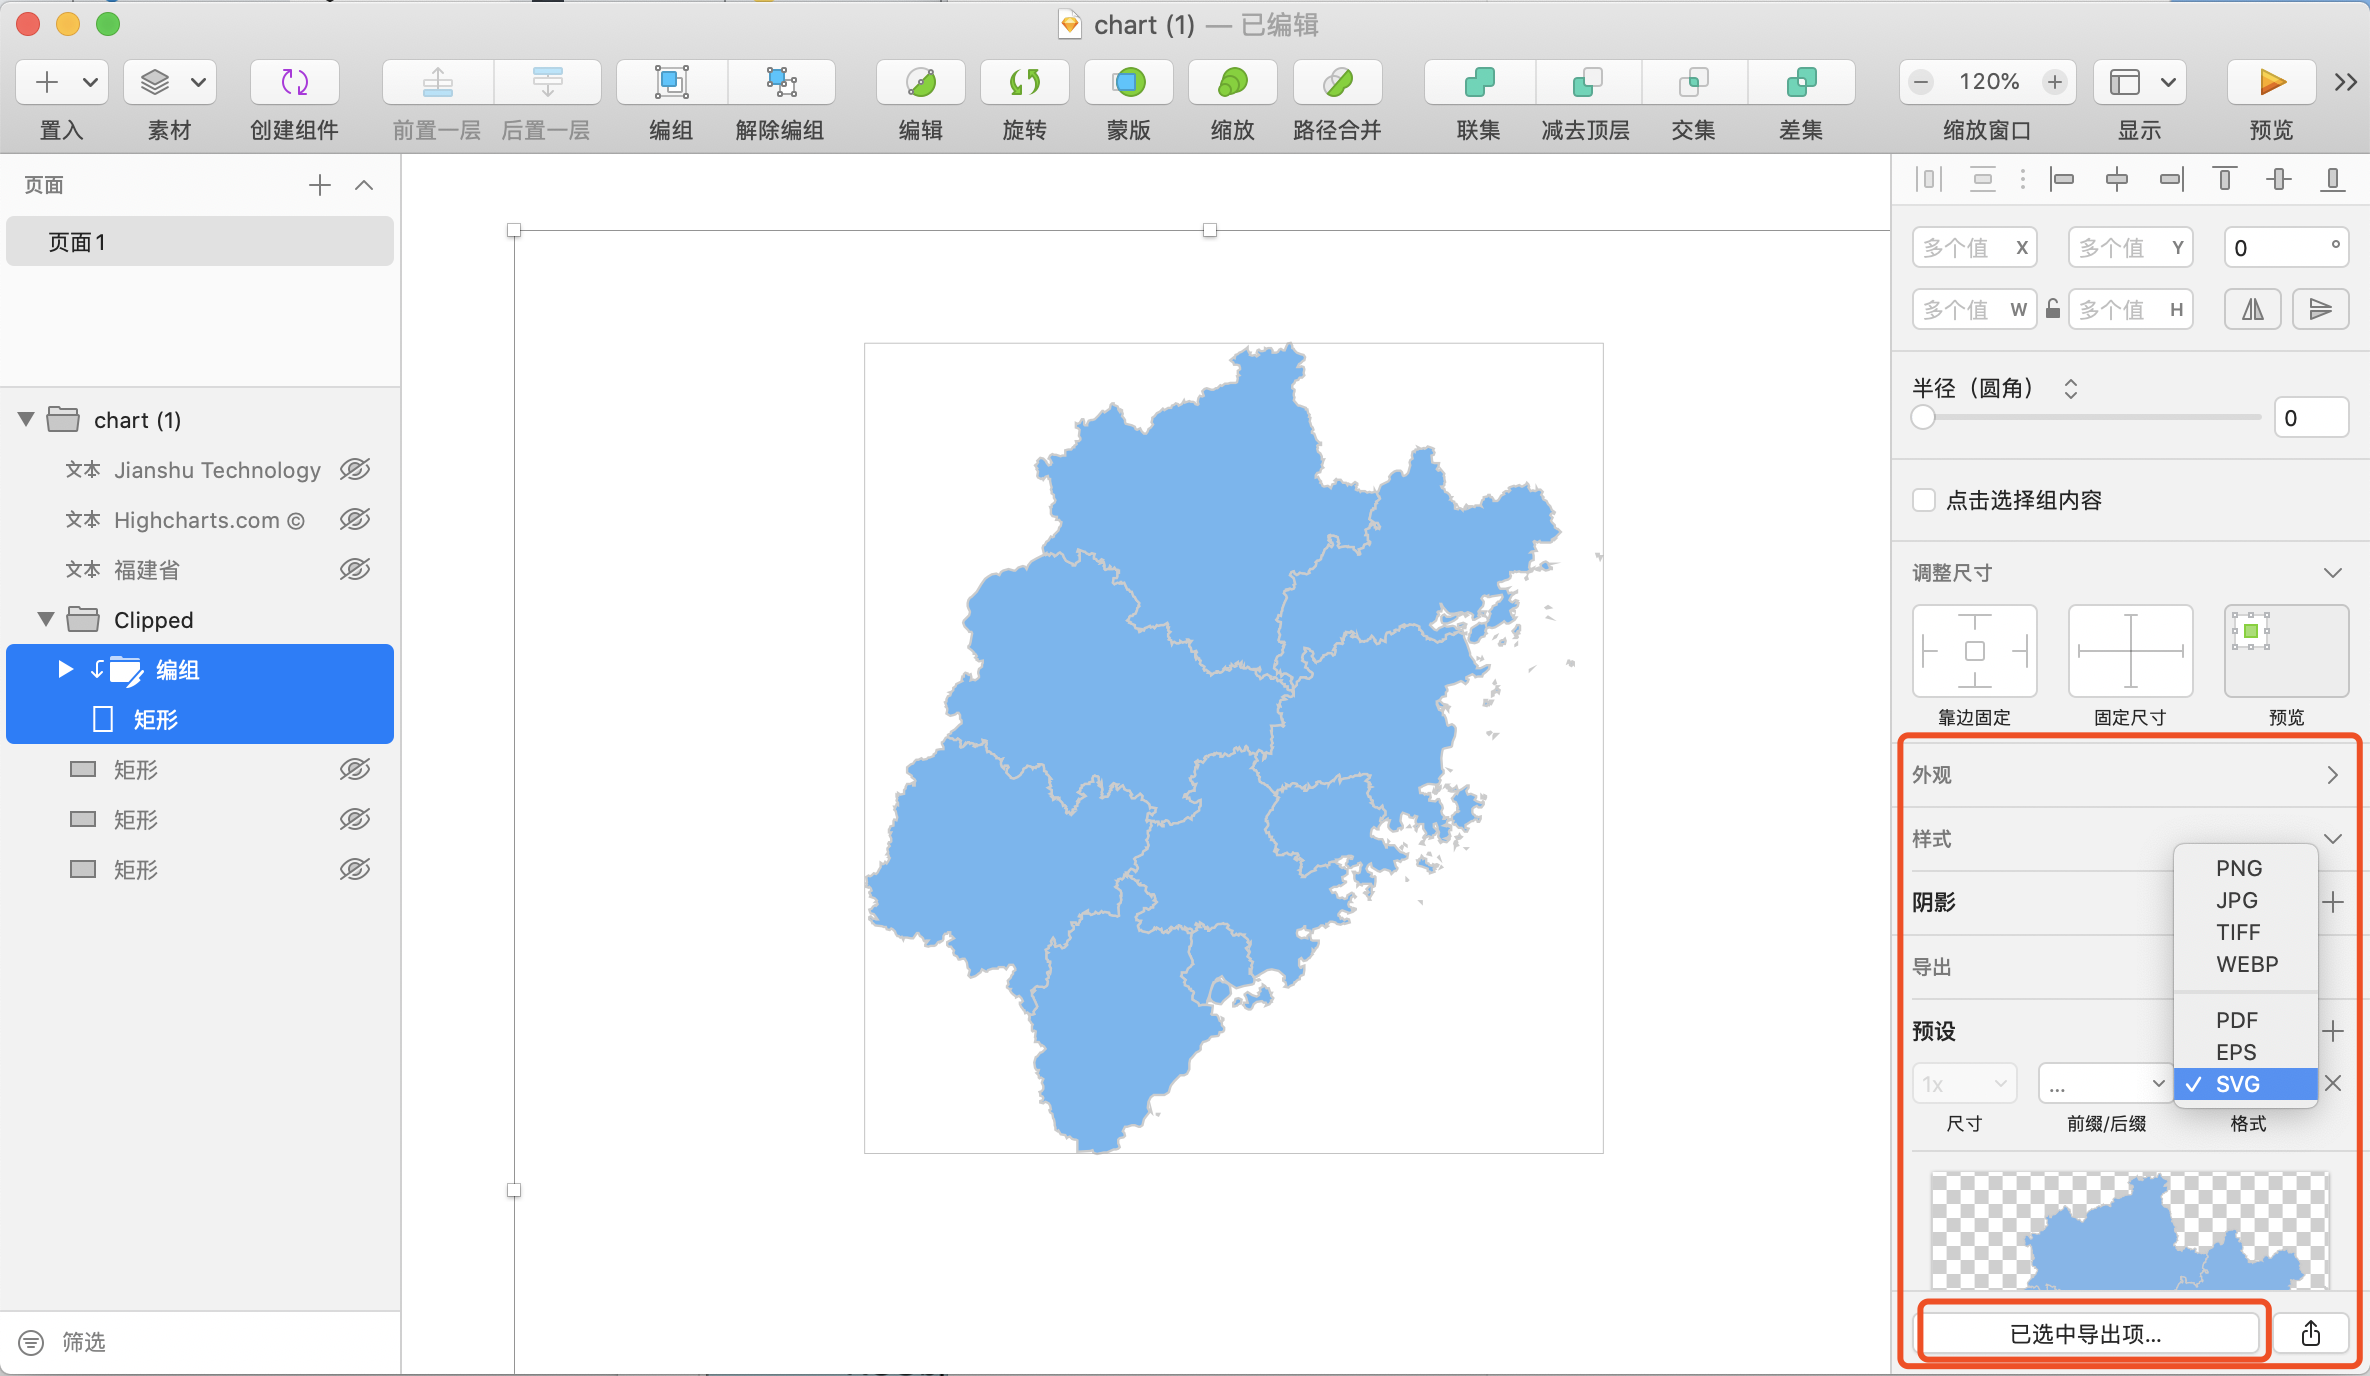 chart (1) — 已编辑
120%
置入 素材 创建组件 前置一层 后置一层 编组 解除编组 编辑 旋转 蒙版 缩放 路径合并 联集 减去顶层 交集 差集 缩放窗口 显示 预览
页面
页面 1
chart (1)
文本 Jianshu Technology
文本 Highcharts.com ©
文本 福建省
Clipped
编组
矩形
矩形
矩形
矩形
筛选
多个值 X 多个值 Y 0 °
多个值 W 多个值 H
半径（圆角）
0
点击选择组内容
调整尺寸
靠边固定 固定尺寸 预览
外观
样式
阴影
导出
预设
PNG
JPG
TIFF
WEBP
PDF
EPS
SVG
1x ...
尺寸 前缀/后缀 格式
已选中导出项...